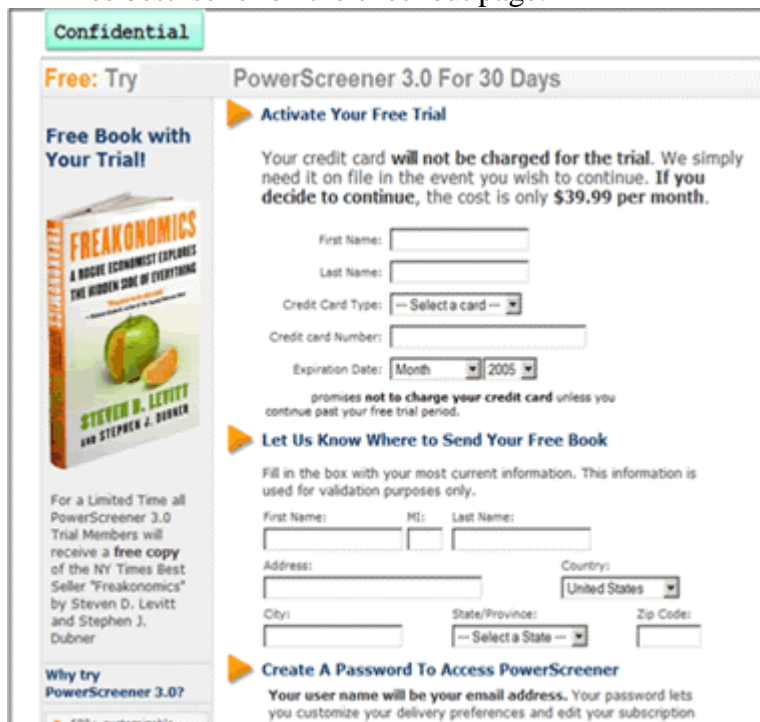 Confidential
Free: Try PowerScreener 3.0 For 30 Days
Free Book with
Your Trial!
FREAKONOMICS
A ROGUE ECONOMIST EXPLORES
THE HIDDEN SIDE OF EVERYTHING
STEVEN D. LEVITT
AND STEPHEN J. DUBNER
For a Limited Time all
PowerScreener 3.0
Trial Members will
receive a free copy
of the NY Times Best
Seller "Freakonomics"
by Steven D. Levitt
and Stephen J.
Dubner
Why try
PowerScreener 3.0?
Activate Your Free Trial
Your credit card will not be charged for the trial. We simply
need it on file in the event you wish to continue. If you
decide to continue, the cost is only $39.99 per month.
First Name:
Last Name:
Credit Card Type: -- Select a card --
Credit card Number:
Expiration Date: Month 2005
promises not to charge your credit card unless you
continue past your free trial period.
Let Us Know Where to Send Your Free Book
Fill in the box with your most current information. This information is
used for validation purposes only.
First Name: MI: Last Name:
Address: Country:
United States
City: State/Province: Zip Code:
-- Select a State --
Create A Password To Access PowerScreener
Your user name will be your email address. Your password lets
you customize your delivery preferences and edit your subscription